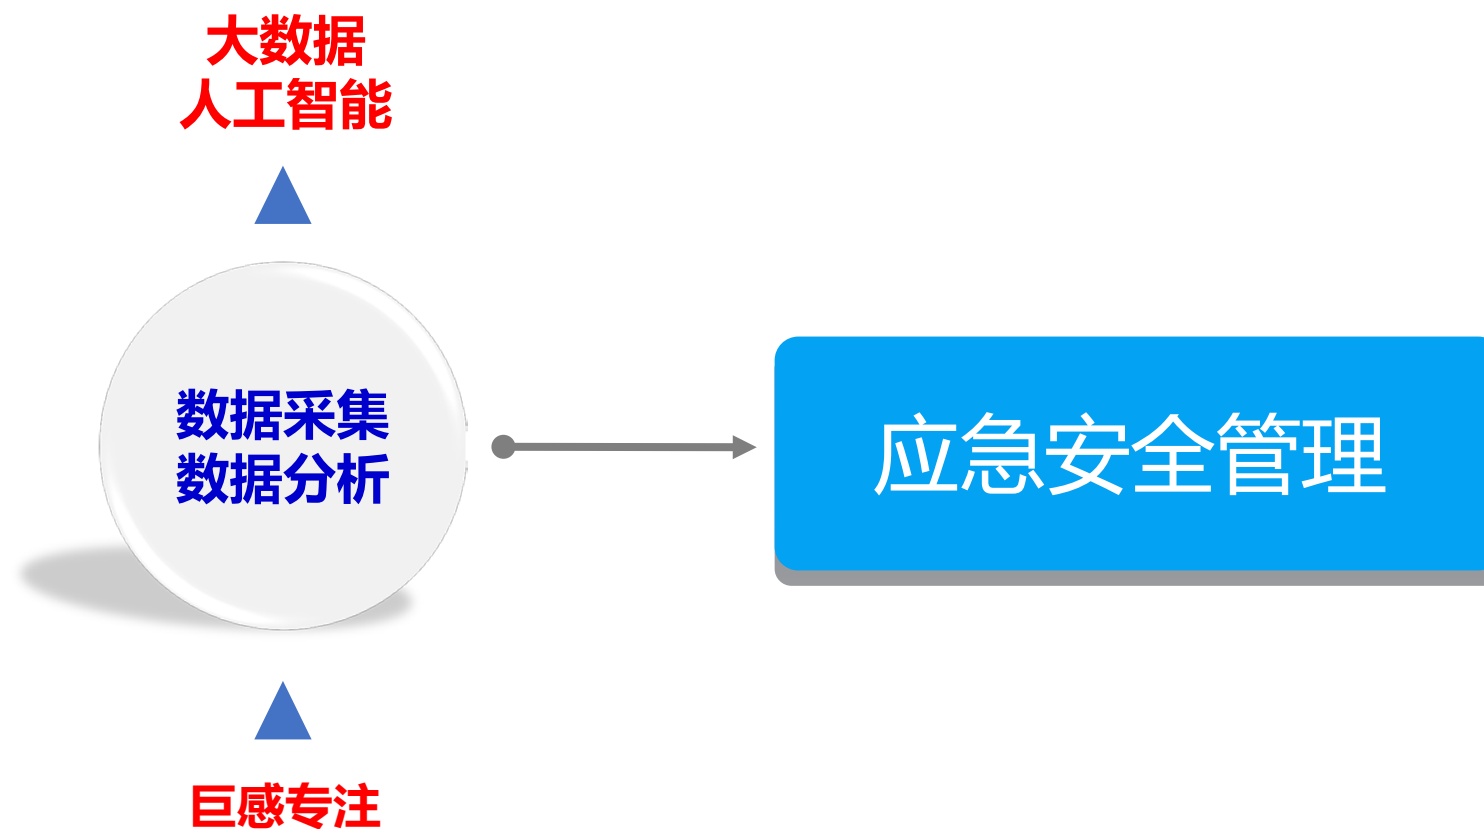 大数据
人工智能
数据采集
数据分析
应急安全管理
巨感专注